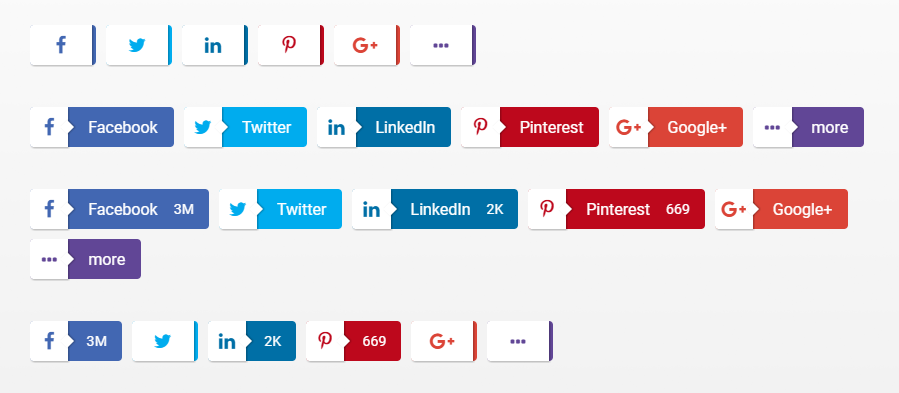 f in G+
f Facebook Twitter in LinkedIn Pinterest G+ Google+ more
f Facebook 3M Twitter in LinkedIn 2K Pinterest 669 G+ Google+
more
f 3M in 2K 669 G+